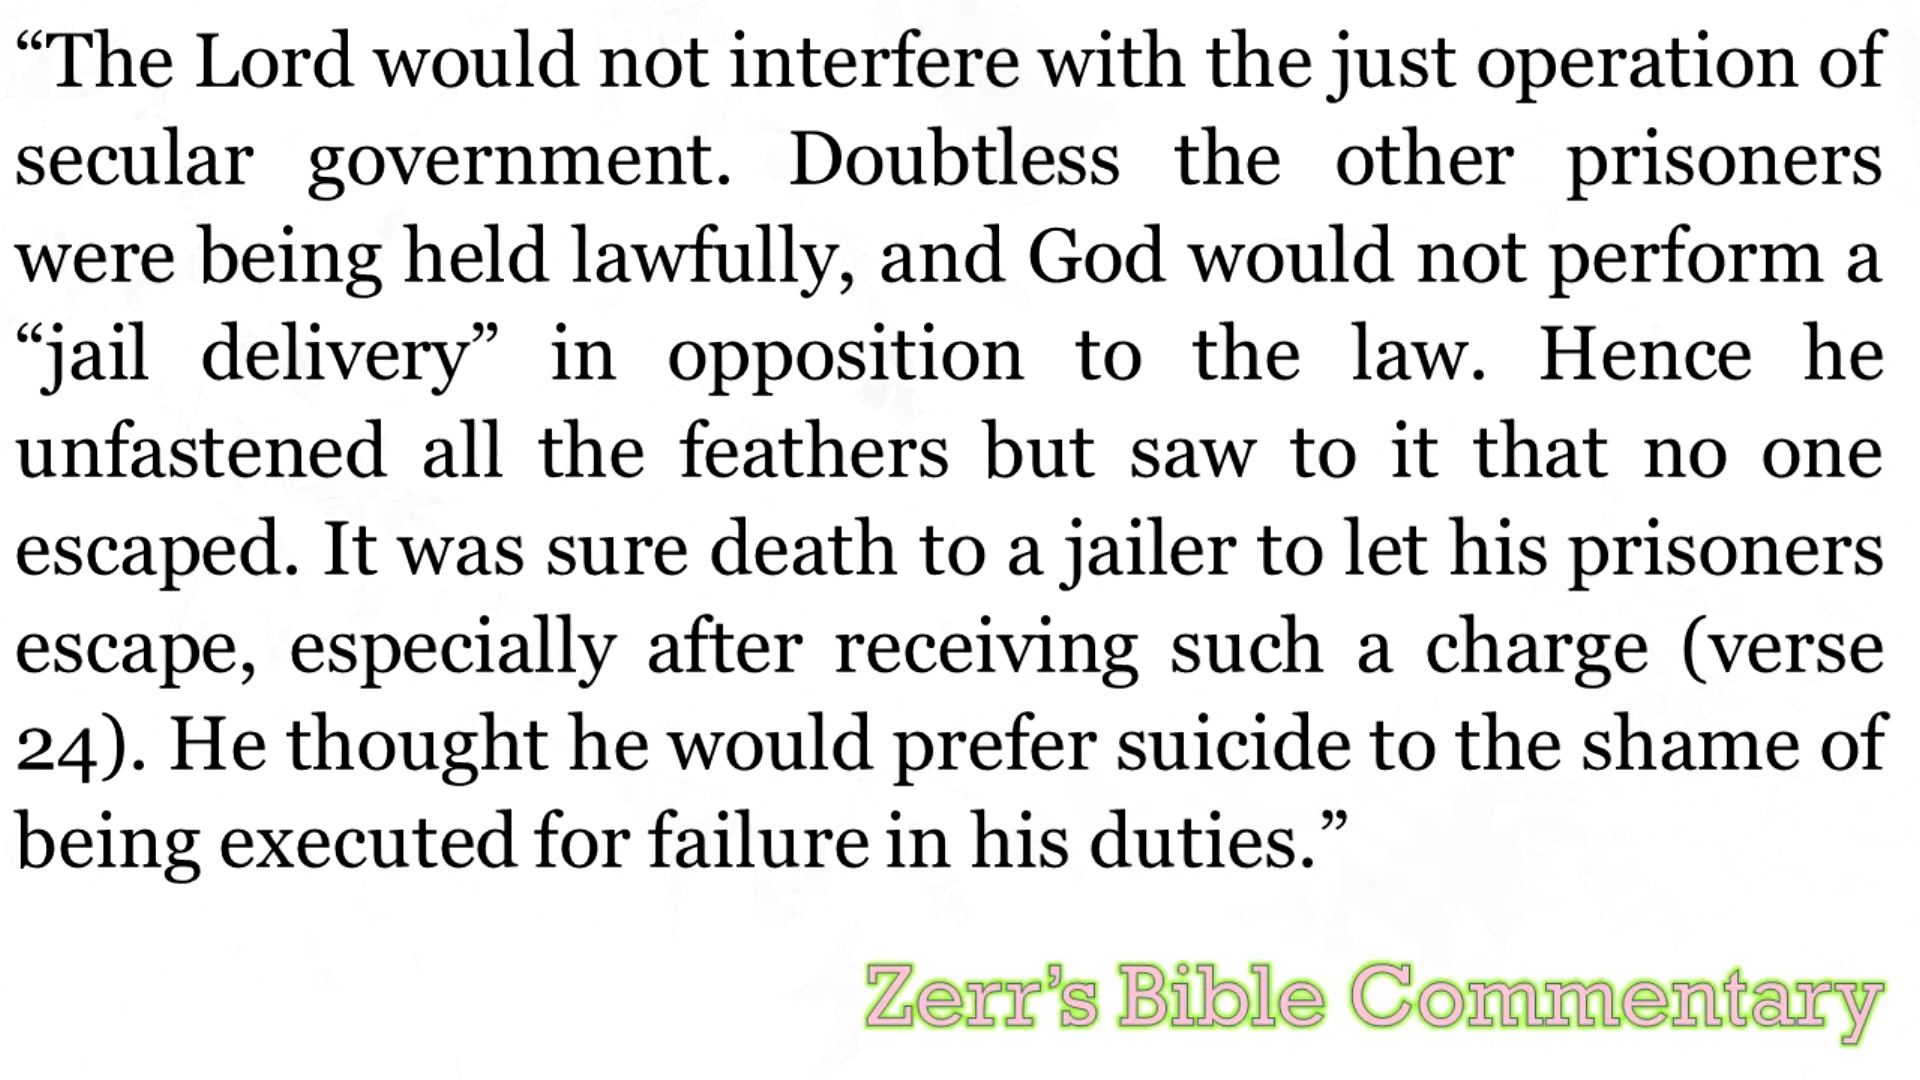 “The Lord would not interfere with the just operation of
secular government. Doubtless the other prisoners
were being held lawfully, and God would not perform a
“jail delivery” in opposition to the law. Hence he
unfastened all the feathers but saw to it that no one
escaped. It was sure death to a jailer to let his prisoners
escape, especially after receiving such a charge (verse
24). He thought he would prefer suicide to the shame of
being executed for failure in his duties.”
Zerr’s Bible Commentary